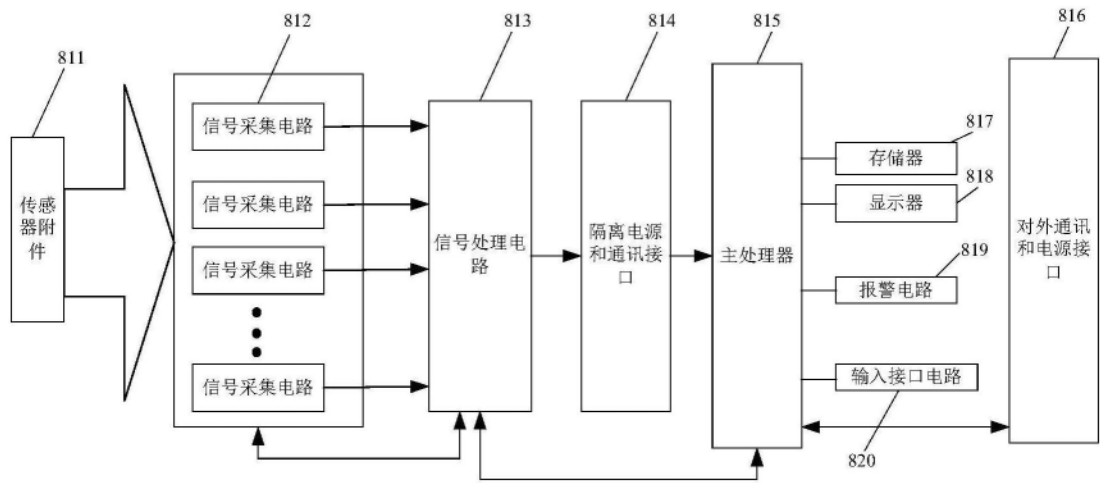 811
812
813
814
815
816
传感
器附
件
信号采集电路
信号采集电路
信号采集电路
信号采集电路
信号处理电
路
隔离电源
和通讯接
口
主处理器
817
存储器
818
显示器
819
报警电路
输入接口电路
820
对外通讯
和电源接
口